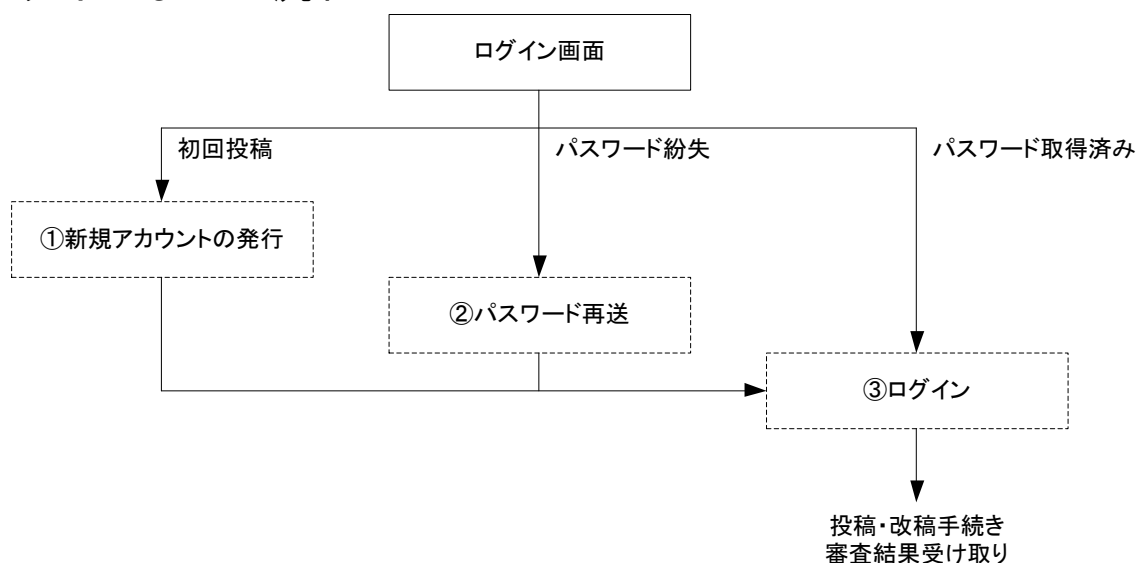 ログイン画面
初回投稿
パスワード紛失
パスワード取得済み
①新規アカウントの発行
②パスワード再送
③ログイン
投稿・改稿手続き
審査結果受け取り